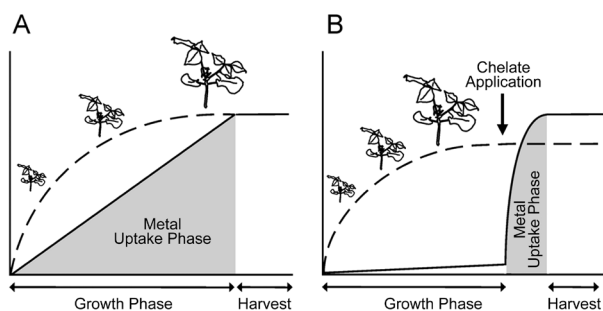 A
Metal
Uptake Phase
Growth Phase
Harvest
B
Chelate
Application
Metal
Uptake Phase
Growth Phase
Harvest